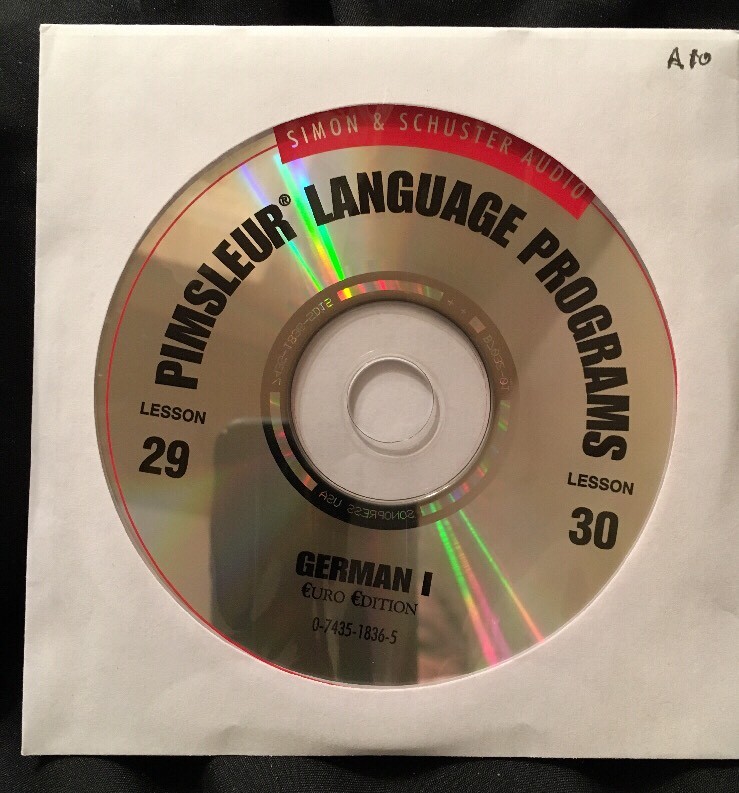 A10
SIMON & SCHUSTER AUDIO
PIMSLEUR® LANGUAGE PROGRAMS
LESSON
29
LESSON
30
SONOPRESS USA
GERMAN I
€URO €DITION
0-7435-1836-5